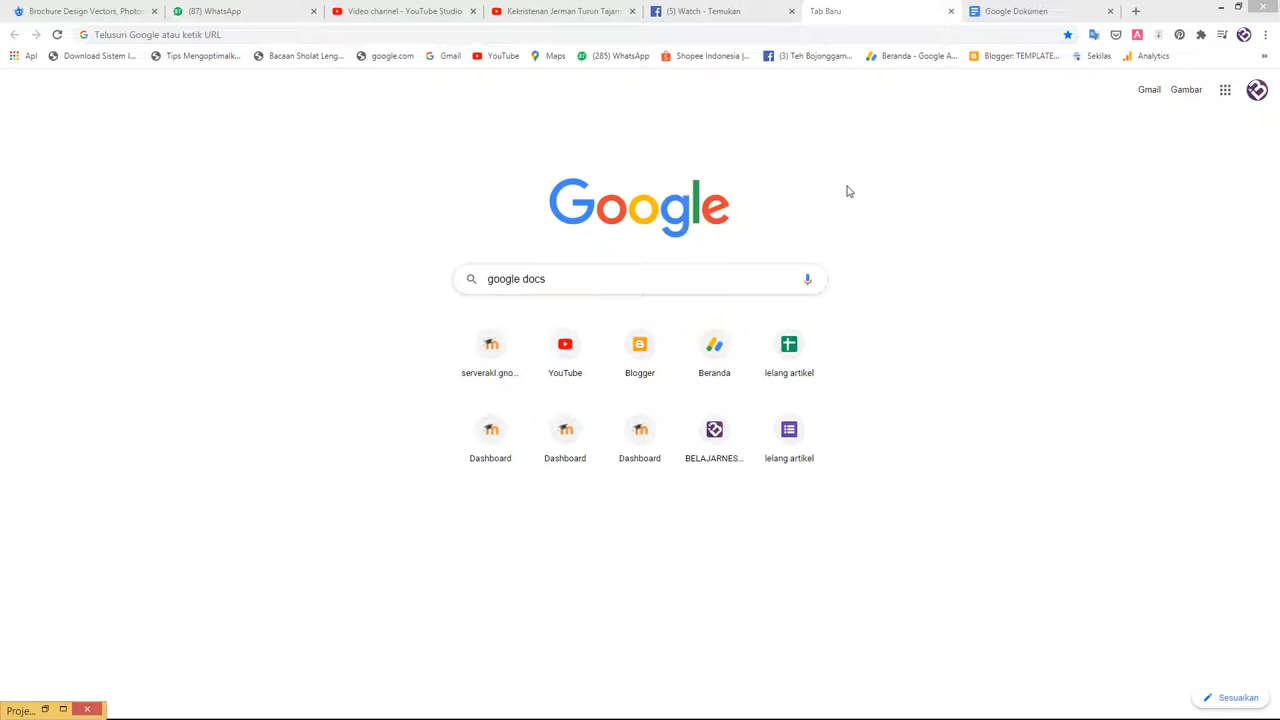 Brochure Design Vectors, Photos
(87) WhatsApp
Video channel - YouTube Studio
Kekristenan Jerman Turun Tajam
(5) Watch - Temukan
Tab Baru
Google Dokumen
Telusuri Google atau ketik URL
Apl
Download Sistem I...
Tips Mengoptimalk...
Bacaan Sholat Leng...
google.com
Gmail
YouTube
Maps
(285) WhatsApp
Shopee Indonesia |...
(3) Teh Bojonggam...
Beranda - Google A...
Blogger: TEMPLATE...
Sekilas
Analytics
Gmail
Gambar
Google
google docs
serverakl.gno...
YouTube
Blogger
Beranda
lelang artikel
Dashboard
Dashboard
Dashboard
BELAJARNES...
lelang artikel
Sesuaikan
Proje...